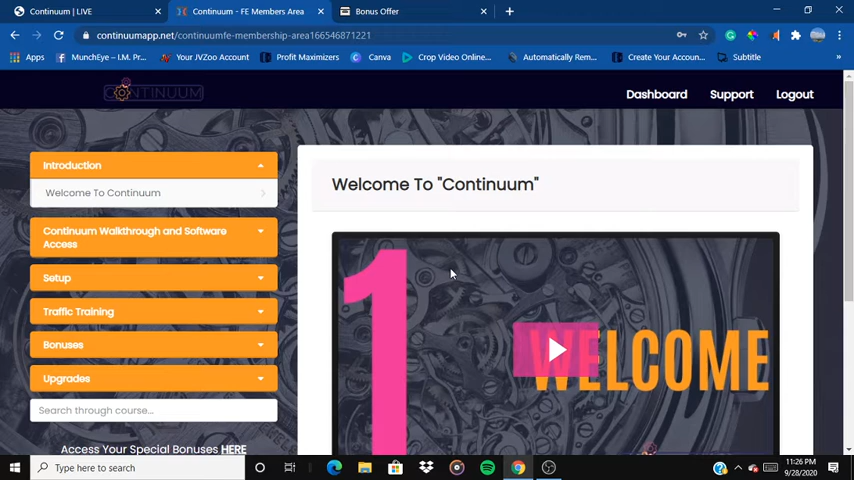 Continuum | LIVE
Continuum - FE Members Area
Bonus Offer
continuumapp.net/continuumfe-membership-area166546871221
Apps
MunchEye – I.M. Pr...
Your JVZoo Account
Profit Maximizers
Canva
Crop Video Online...
Automatically Rem...
Create Your Accoun...
Subtitle
CONTINUUM
Dashboard
Support
Logout
Introduction
Welcome To Continuum
Continuum Walkthrough and Software
Access
Setup
Traffic Training
Bonuses
Upgrades
Search through course...
Access Your Special Bonuses HERE
Welcome To "Continuum"
1
WELCOME
Type here to search
11:26 PM
9/28/2020